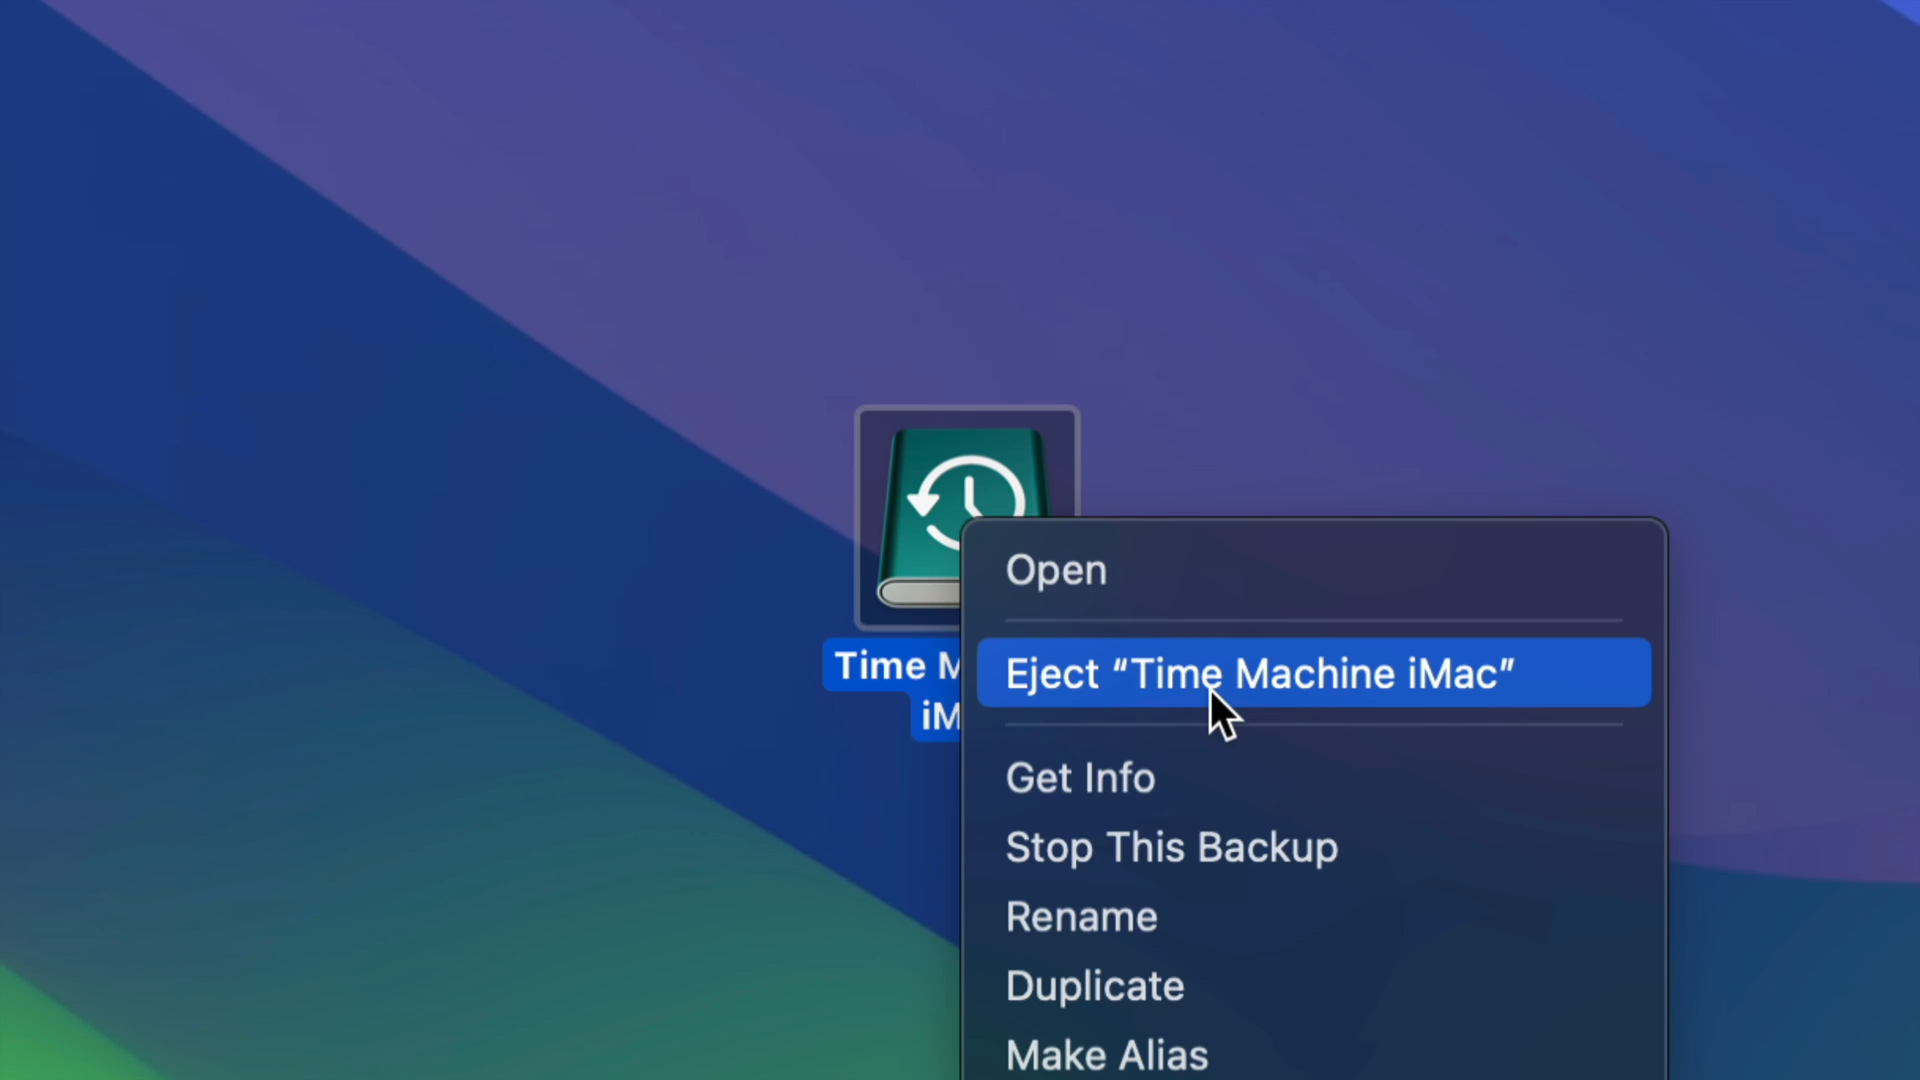 Time M
iM
Open
Eject “Time Machine iMac”
Get Info
Stop This Backup
Rename
Duplicate
Make Alias